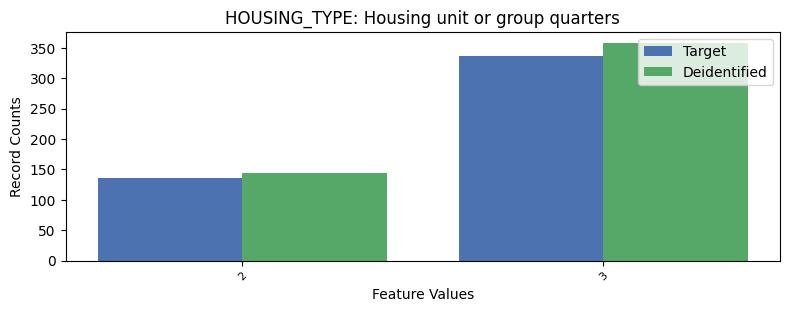 HOUSING_TYPE: Housing unit or group quarters
Record Counts
350
300
250
200
150
100
50
0
Target
Deidentified
2
3
Feature Values